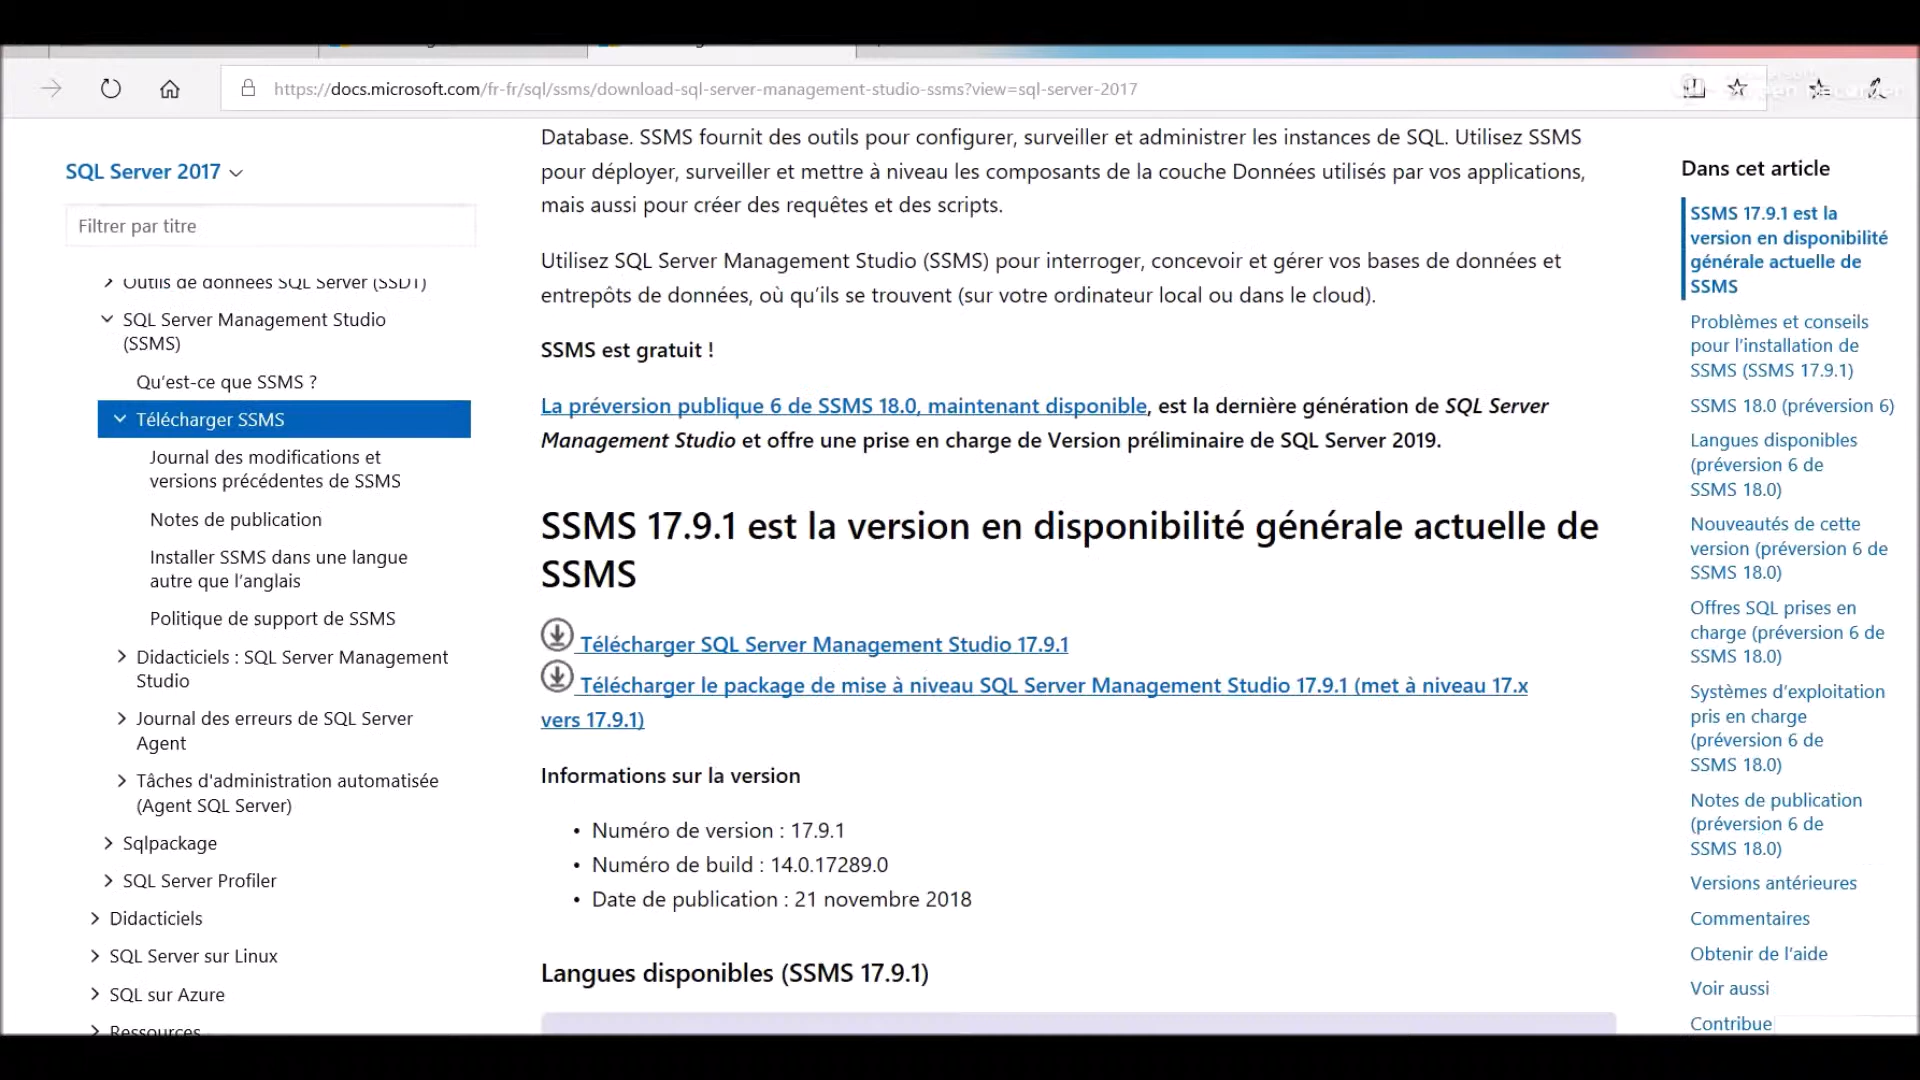 https://docs.microsoft.com/fr-fr/sql/ssms/download-sql-server-management-studio-ssms?view=sql-server-2017
SQL Server 2017
Filtrer par titre
Outils de données SQL Server (SSDT)
SQL Server Management Studio
(SSMS)
Qu'est-ce que SSMS ?
Télécharger SSMS
Journal des modifications et
versions précédentes de SSMS
Notes de publication
Installer SSMS dans une langue
autre que l'anglais
Politique de support de SSMS
Didacticiels : SQL Server Management
Studio
Journal des erreurs de SQL Server
Agent
Tâches d'administration automatisée
(Agent SQL Server)
Sqlpackage
SQL Server Profiler
Didacticiels
SQL Server sur Linux
SQL sur Azure
Ressources
Database. SSMS fournit des outils pour configurer, surveiller et administrer les instances de SQL. Utilisez SSMS
pour déployer, surveiller et mettre à niveau les composants de la couche Données utilisés par vos applications,
mais aussi pour créer des requêtes et des scripts.
Utilisez SQL Server Management Studio (SSMS) pour interroger, concevoir et gérer vos bases de données et
entrepôts de données, où qu'ils se trouvent (sur votre ordinateur local ou dans le cloud).
SSMS est gratuit !
La préversion publique 6 de SSMS 18.0, maintenant disponible, est la dernière génération de SQL Server
Management Studio et offre une prise en charge de Version préliminaire de SQL Server 2019.
SSMS 17.9.1 est la version en disponibilité générale actuelle de
SSMS
Télécharger SQL Server Management Studio 17.9.1
Télécharger le package de mise à niveau SQL Server Management Studio 17.9.1 (met à niveau 17.x
vers 17.9.1)
Informations sur la version
• Numéro de version : 17.9.1
• Numéro de build : 14.0.17289.0
• Date de publication : 21 novembre 2018
Langues disponibles (SSMS 17.9.1)
Dans cet article
SSMS 17.9.1 est la
version en disponibilité
générale actuelle de
SSMS
Problèmes et conseils
pour l'installation de
SSMS (SSMS 17.9.1)
SSMS 18.0 (préversion 6)
Langues disponibles
(préversion 6 de
SSMS 18.0)
Nouveautés de cette
version (préversion 6 de
SSMS 18.0)
Offres SQL prises en
charge (préversion 6 de
SSMS 18.0)
Systèmes d'exploitation
pris en charge
(préversion 6 de
SSMS 18.0)
Notes de publication
(préversion 6 de
SSMS 18.0)
Versions antérieures
Commentaires
Obtenir de l'aide
Voir aussi
Contribue